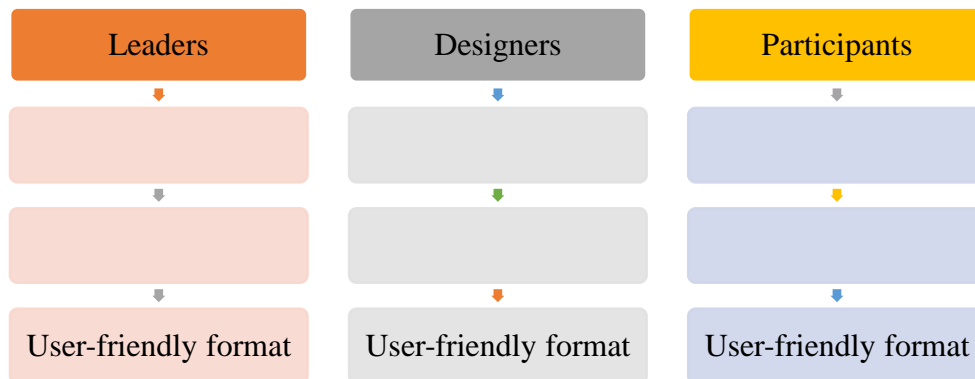 Leaders
Designers
Participants
User-friendly format
User-friendly format
User-friendly format